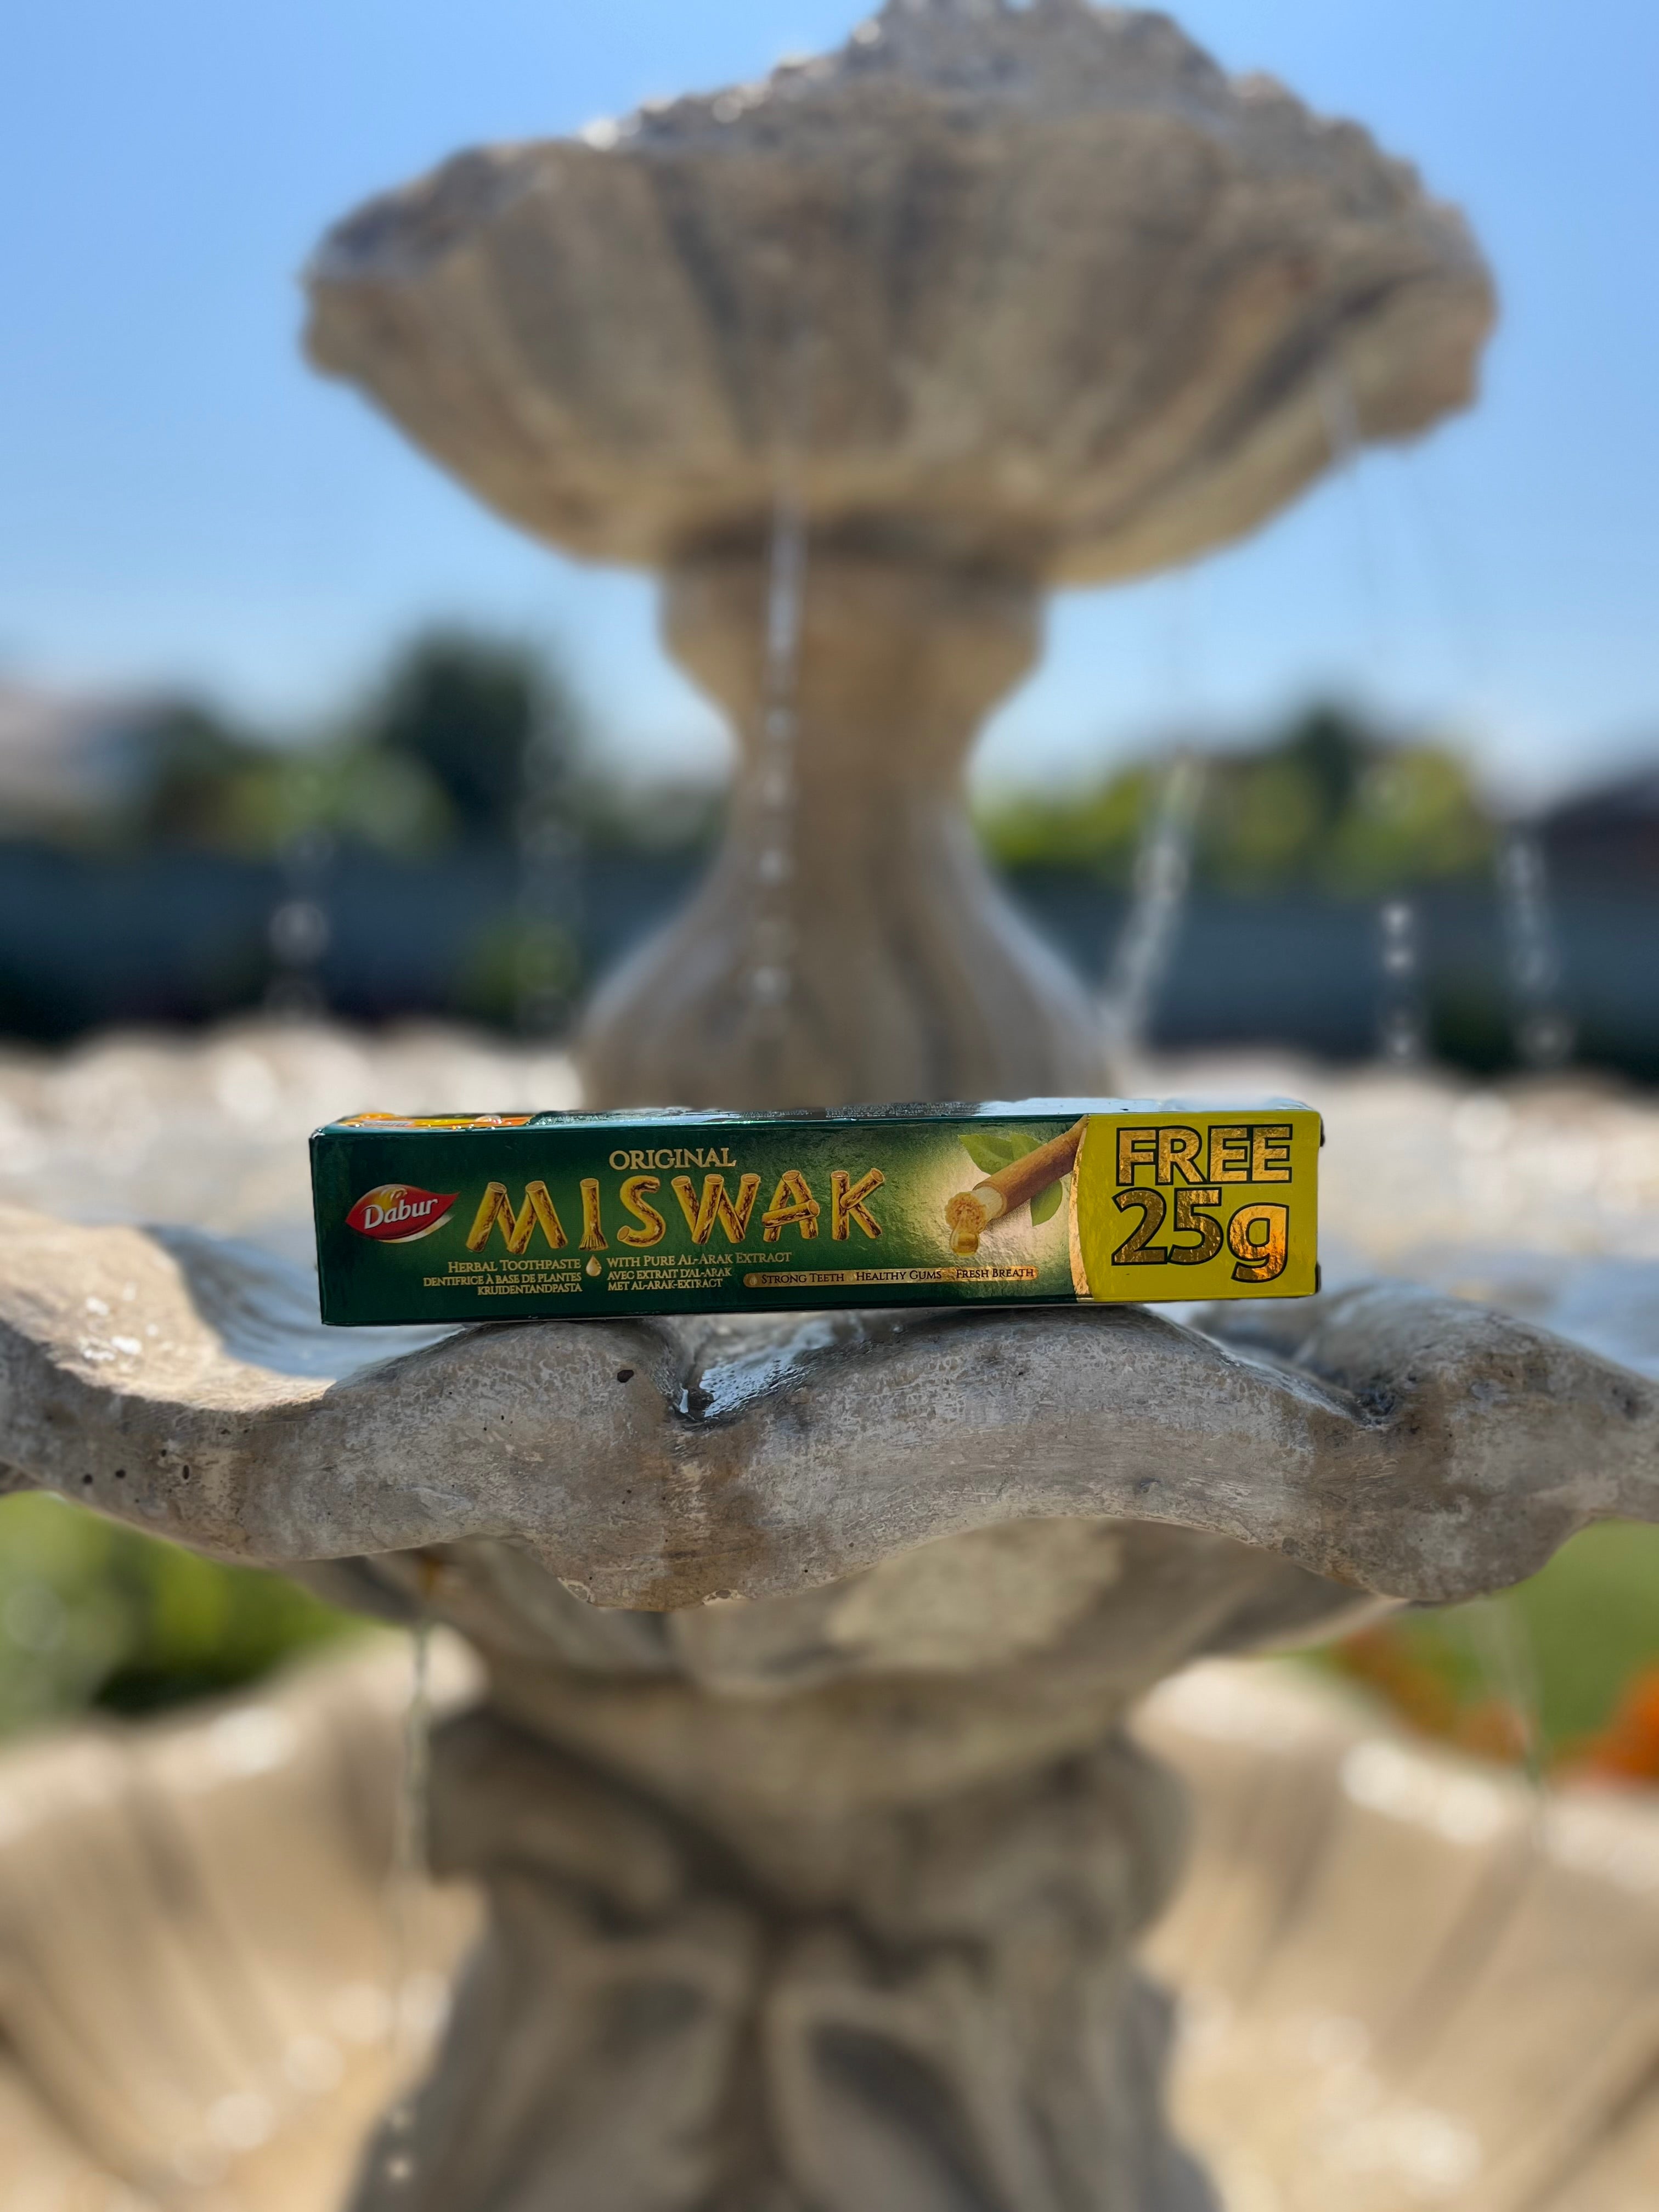 Dabur
ORIGINAL
MISWAK
HERBAL TOOTHPASTE
DENTIFRICE À BASE DE PLANTES
KRUIDENTANDPASTA
WITH PURE AL-ARAK EXTRACT
AVEC EXTRAIT D'AL-ARAK
MET AL-ARAK-EXTRACT
STRONG TEETH HEALTHY GUMS FRESH BREATH
FREE
25g